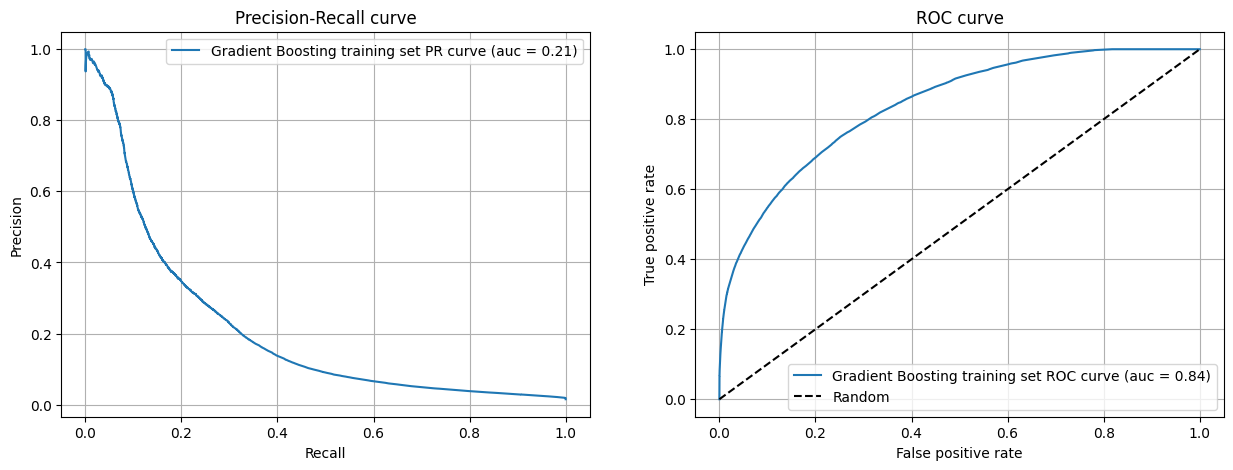 Precision-Recall curve
Gradient Boosting training set PR curve (auc = 0.21)
1.0
0.8
0.6
0.4
0.2
0.0
Precision
0.0 0.2 0.4 0.6 0.8 1.0
Recall
ROC curve
1.0
0.8
0.6
0.4
0.2
0.0
True positive rate
Gradient Boosting training set ROC curve (auc = 0.84)
Random
0.0 0.2 0.4 0.6 0.8 1.0
False positive rate